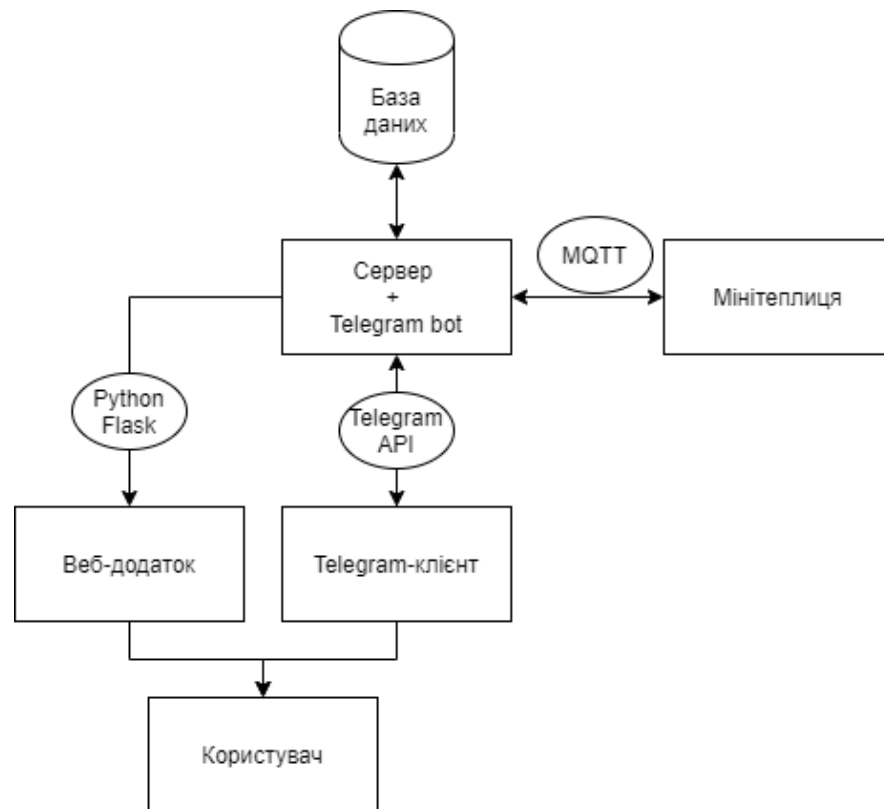 База
даних
Сервер
+
Telegram bot
MQTT
Мінітеплиця
Python
Flask
Telegram
API
Веб-додаток
Telegram-клієнт
Користувач